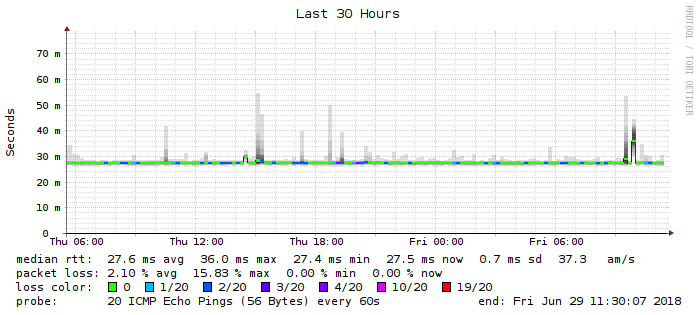 Last 30 Hours
RRDTOOL / TOBI OETIKER
Seconds
70 m
60 m
50 m
40 m
30 m
20 m
10 m
0
Thu 06:00 Thu 12:00 Thu 18:00 Fri 00:00 Fri 06:00
median rtt: 27.6 ms avg 36.0 ms max 27.4 ms min 27.5 ms now 0.7 ms sd 37.3 am/s
packet loss: 2.10 % avg 15.83 % max 0.00 % min 0.00 % now
loss color: 0 1/20 2/20 3/20 4/20 10/20 19/20
probe: 20 ICMP Echo Pings (56 Bytes) every 60s end: Fri Jun 29 11:30:07 2018